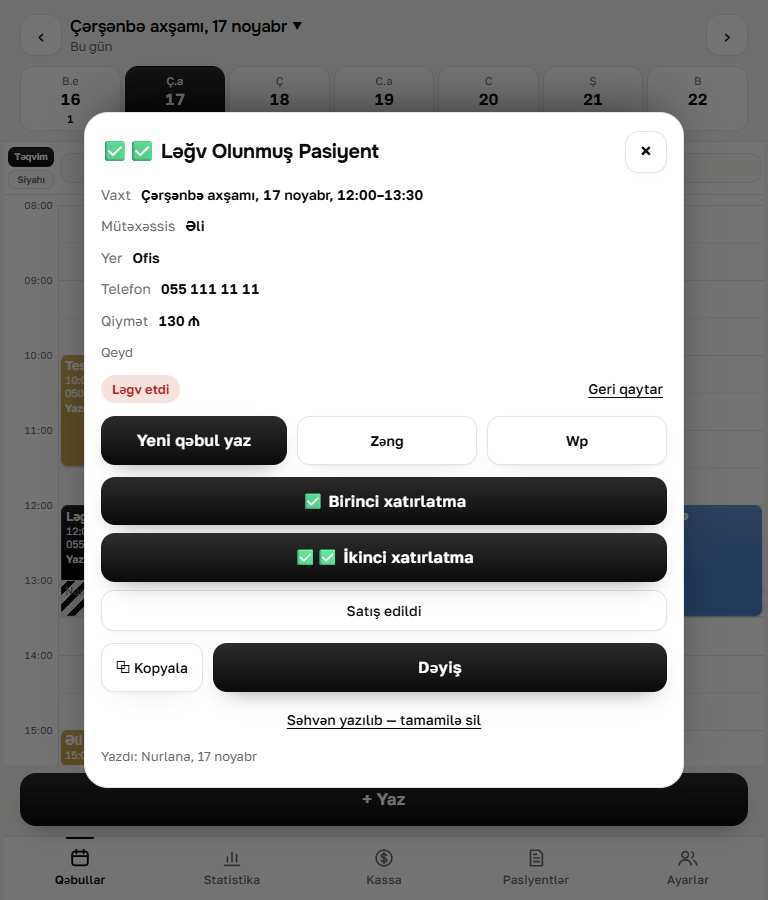 Çərşənbə axşamı, 17 noyabr ▼
Bu gün
B.e Ç.a Ç C.a C Ş B
16 17 18 19 20 21 22
1
Təqvim
Siyahı
✅ ✅ Ləğv Olunmuş Pasiyent
Vaxt Çərşənbə axşamı, 17 noyabr, 12:00–13:30
Mütəxəssis Əli
Yer Ofis
Telefon 055 111 11 11
Qiymət 130 ₼
Qeyd
Ləgv etdi
Geri qaytar
Yeni qəbul yaz
Zəng
Wp
✅ Birinci xatırlatma
✅ ✅ İkinci xatırlatma
Satış edildi
Kopyala
Dəyiş
Səhvən yazılıb — tamamilə sil
Yazdı: Nurlana, 17 noyabr
08:00
09:00
10:00
11:00
12:00
13:00
14:00
15:00
Əli
+ Yaz
Qəbullar
Statistika
Kassa
Pasiyentlər
Ayarlar